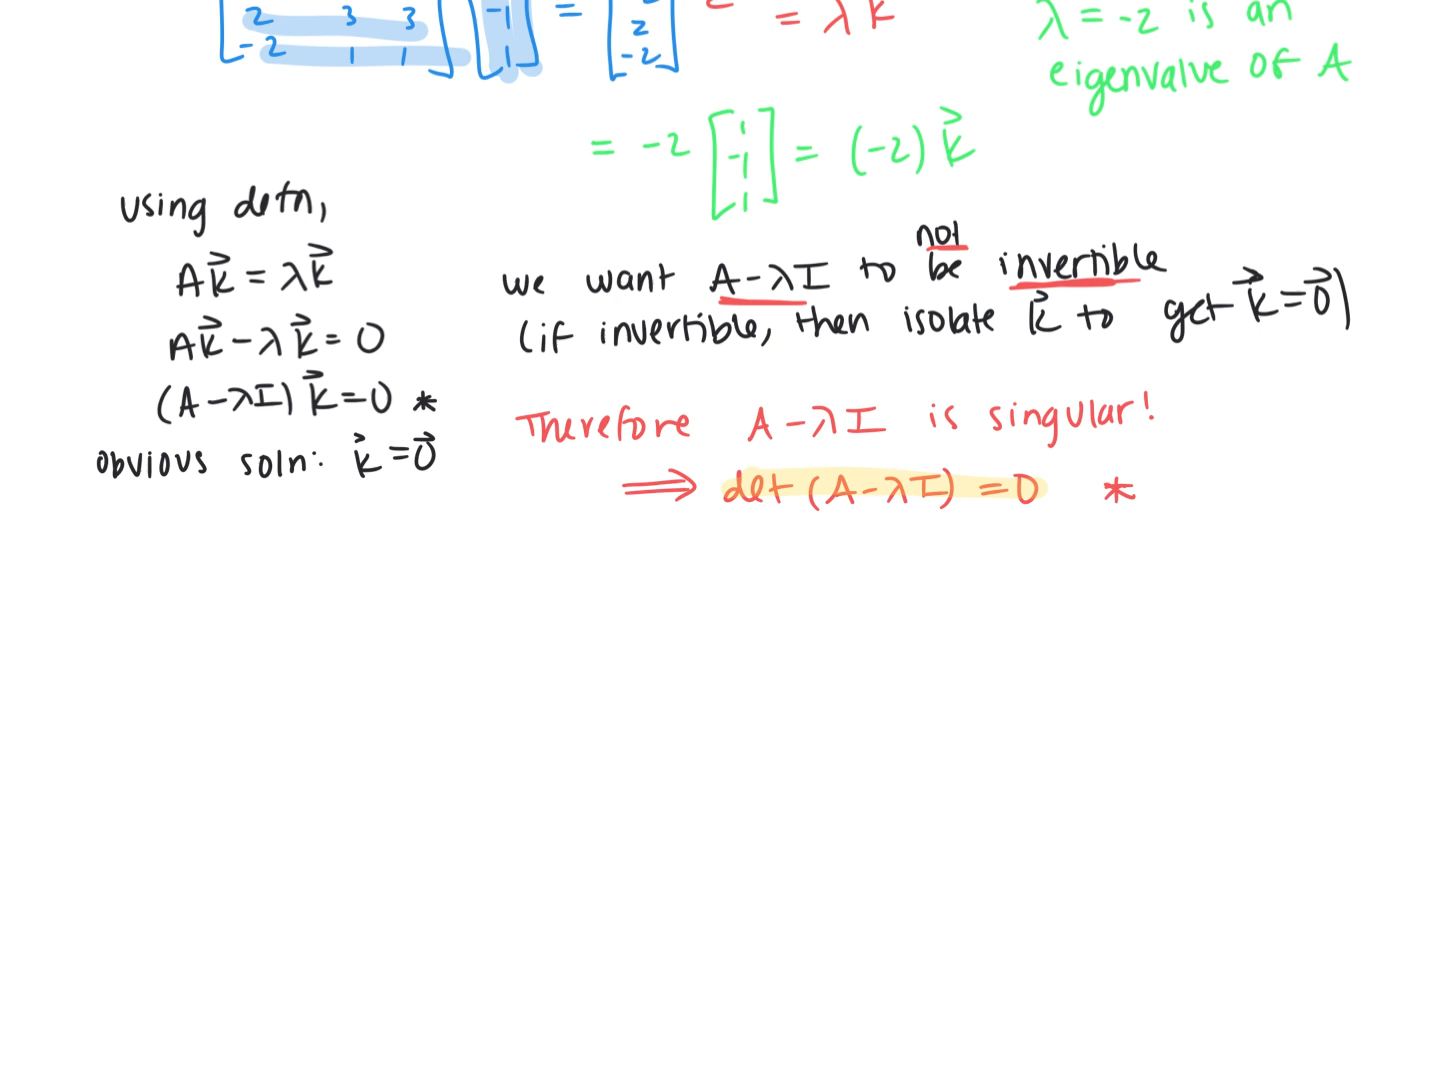 2 3 3 -1 = 2 = λk
-2 1 1 1 -2
λ = -2 is an
eigenvalue of A
= -2 [1 -1 1] = (-2) k⃗
using defn,
Ak⃗ = λk⃗
Ak⃗ - λk⃗ = 0
(A - λI) k⃗ = 0 *
obvious soln: k⃗ = 0⃗
we want A - λI to not be invertible
(if invertible, then isolate k⃗ to get k⃗ = 0⃗)
Therefore A - λI is singular!
⟹ det (A - λI) = 0 *